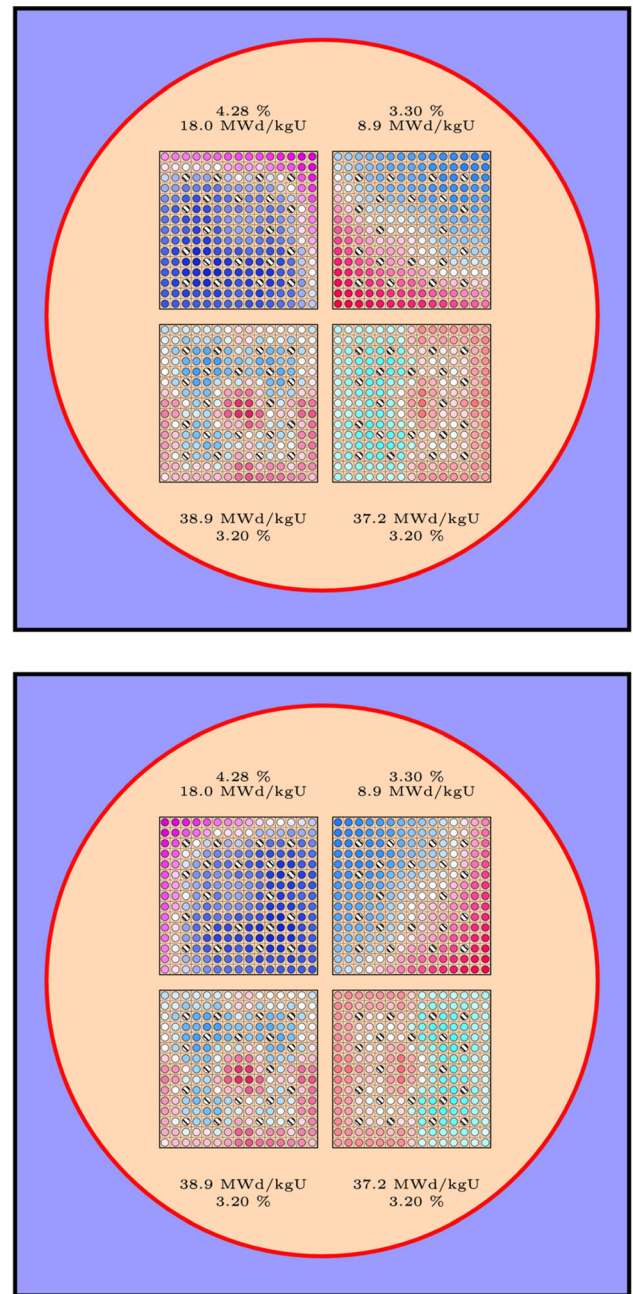 4.28 %
18.0 MWd/kgU
3.30 %
8.9 MWd/kgU
38.9 MWd/kgU
3.20 %
37.2 MWd/kgU
3.20 %
4.28 %
18.0 MWd/kgU
3.30 %
8.9 MWd/kgU
38.9 MWd/kgU
3.20 %
37.2 MWd/kgU
3.20 %